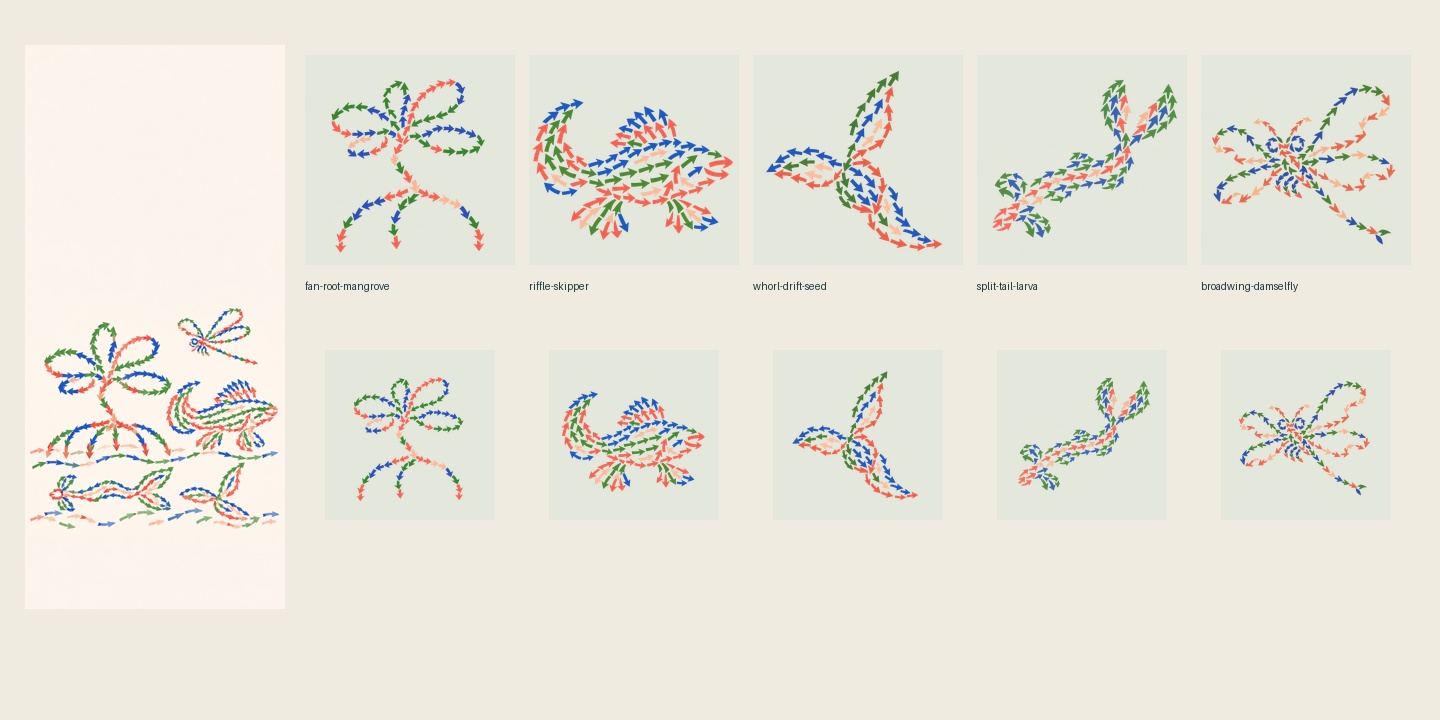 fan-root-mangrove
riffle-skipper
whorl-drift-seed
split-tail-larva
broadwing-damselfly